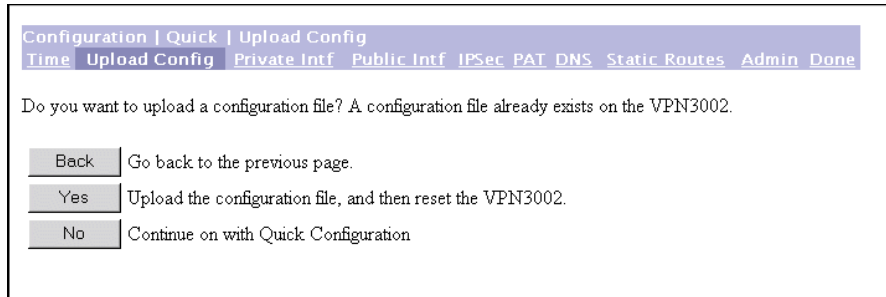 Configuration | Quick | Upload Config
Time Upload Config Private Intf Public Intf IPSec PAT DNS Static Routes Admin Done
Do you want to upload a configuration file? A configuration file already exists on the VPN3002.
Back Go back to the previous page.
Yes Upload the configuration file, and then reset the VPN3002.
No Continue on with Quick Configuration